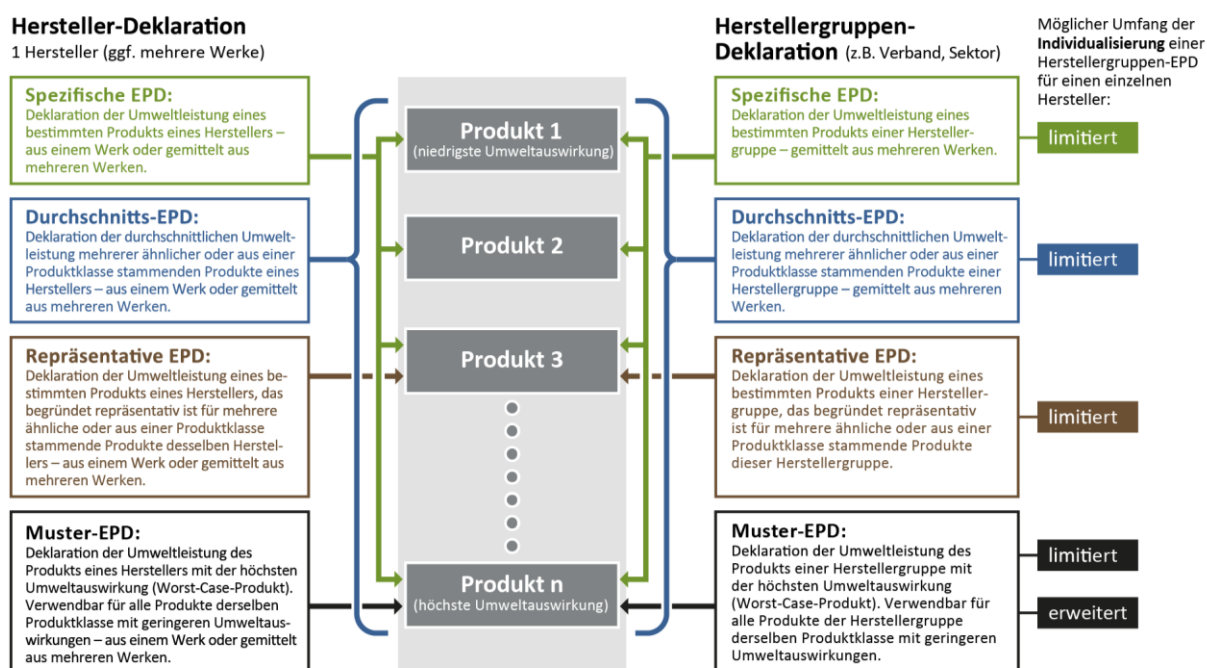 Hersteller-Deklaration
1 Hersteller (ggf. mehrere Werke)
Spezifische EPD:
Deklaration der Umweltleistung eines
bestimmten Produkts eines Herstellers –
aus einem Werk oder gemittelt aus
mehreren Werken.
Durchschnitts-EPD:
Deklaration der durchschnittlichen Umwelt-
leistung mehrerer ähnlicher oder aus einer
Produktklasse stammenden Produkte eines
Herstellers – aus einem Werk oder gemittelt
aus mehreren Werken.
Repräsentative EPD:
Deklaration der Umweltleistung eines be-
stimmten Produkts eines Herstellers, das
begründet repräsentativ ist für mehrere
ähnliche oder aus einer Produktklasse
stammende Produkte desselben Herstel-
lers – aus einem Werk oder gemittelt aus
mehreren Werken.
Muster-EPD:
Deklaration der Umweltleistung des
Produkts eines Herstellers mit der höchsten
Umweltauswirkung (Worst-Case-Produkt).
Verwendbar für alle Produkte derselben
Produktklasse mit geringeren Umweltaus-
wirkungen – aus einem Werk oder gemittelt
aus mehreren Werken.
Produkt 1
(niedrigste Umweltauswirkung)
Produkt 2
Produkt 3
Produkt n
(höchste Umweltauswirkung)
Herstellergruppen-
Deklaration (z.B. Verband, Sektor)
Spezifische EPD:
Deklaration der Umweltleistung eines
bestimmten Produkts einer Hersteller-
gruppe – gemittelt aus mehreren Werken.
Durchschnitts-EPD:
Deklaration der durchschnittlichen Umwelt-
leistung mehrerer ähnlicher oder aus einer
Produktklasse stammenden Produkte einer
Herstellergruppe – gemittelt aus mehreren
Werken.
Repräsentative EPD:
Deklaration der Umweltleistung eines
bestimmten Produkts einer Hersteller-
gruppe, das begründet repräsentativ
ist für mehrere ähnliche oder aus einer
Produktklasse stammende Produkte
dieser Herstellergruppe.
Muster-EPD:
Deklaration der Umweltleistung des
Produkts einer Herstellergruppe mit
der höchsten Umweltauswirkung
(Worst-Case-Produkt). Verwendbar für
alle Produkte der Herstellergruppe
derselben Produktklasse mit geringeren
Umweltauswirkungen.
Möglicher Umfang der
Individualisierung einer
Herstellergruppen-EPD
für einen einzelnen
Hersteller:
limitiert
limitiert
limitiert
limitiert
erweitert